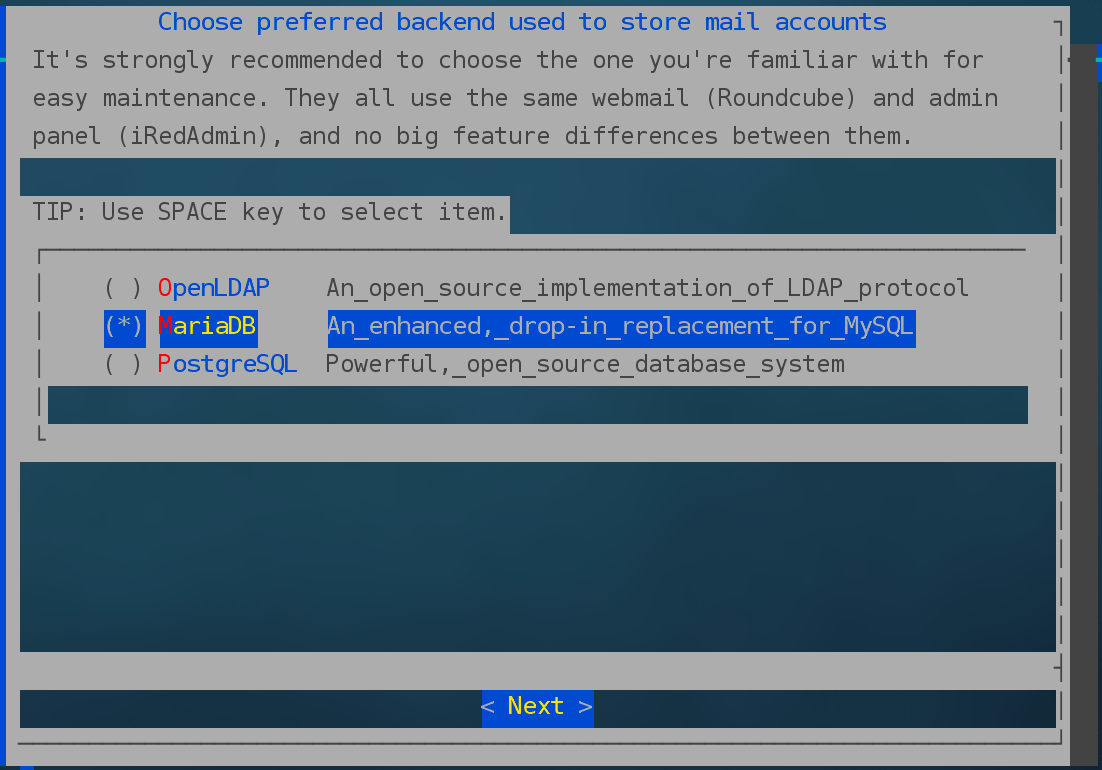 Choose preferred backend used to store mail accounts
It's strongly recommended to choose the one you're familiar with for
easy maintenance. They all use the same webmail (Roundcube) and admin
panel (iRedAdmin), and no big feature differences between them.
TIP: Use SPACE key to select item.
( ) OpenLDAP An_open_source_implementation_of_LDAP_protocol
(*) MariaDB An_enhanced,_drop-in_replacement_for_MySQL
( ) PostgreSQL Powerful,_open_source_database_system
< Next >